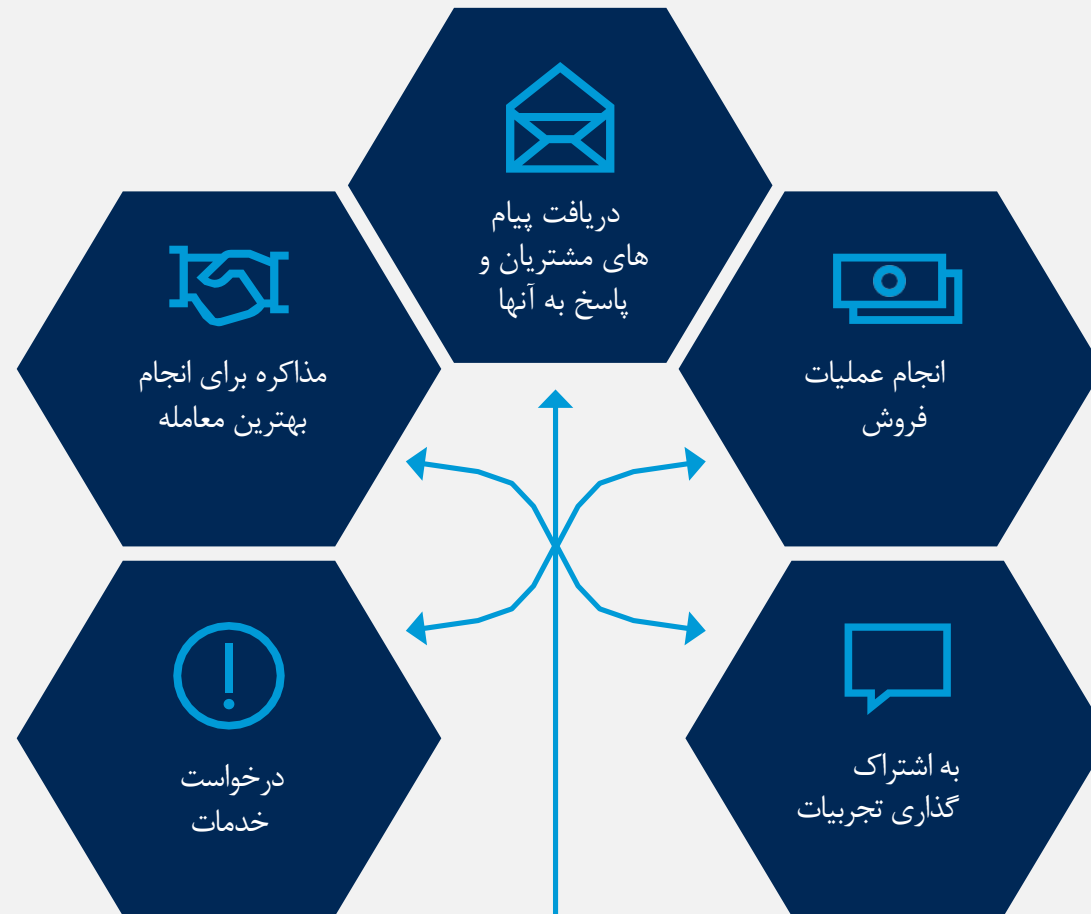 دریافت پیام
های مشتریان و
پاسخ به آنها
انجام عملیات
فروش
مذاکره برای انجام
بهترین معامله
به اشتراک
گذاری تجربیات
درخواست
خدمات